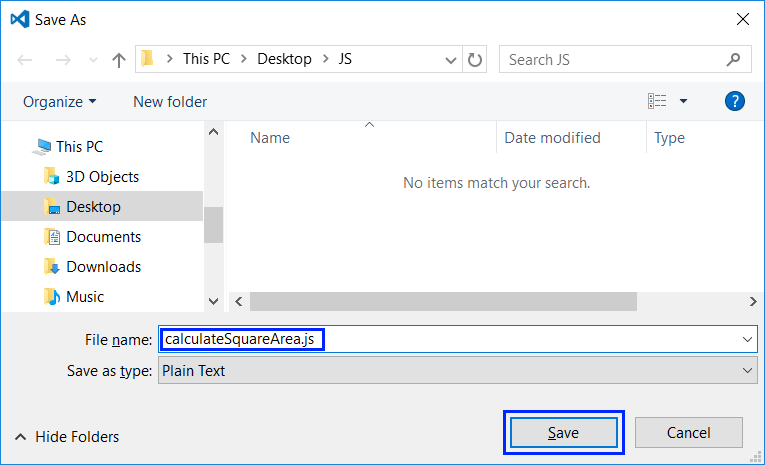 Save As
This PC Desktop JS
Search JS
Organize New folder
?
Name Date modified Type
No items match your search.
This PC
3D Objects
Desktop
Documents
Downloads
Music
File name: calculateSquareArea.js
Save as type: Plain Text
Hide Folders
Save Cancel